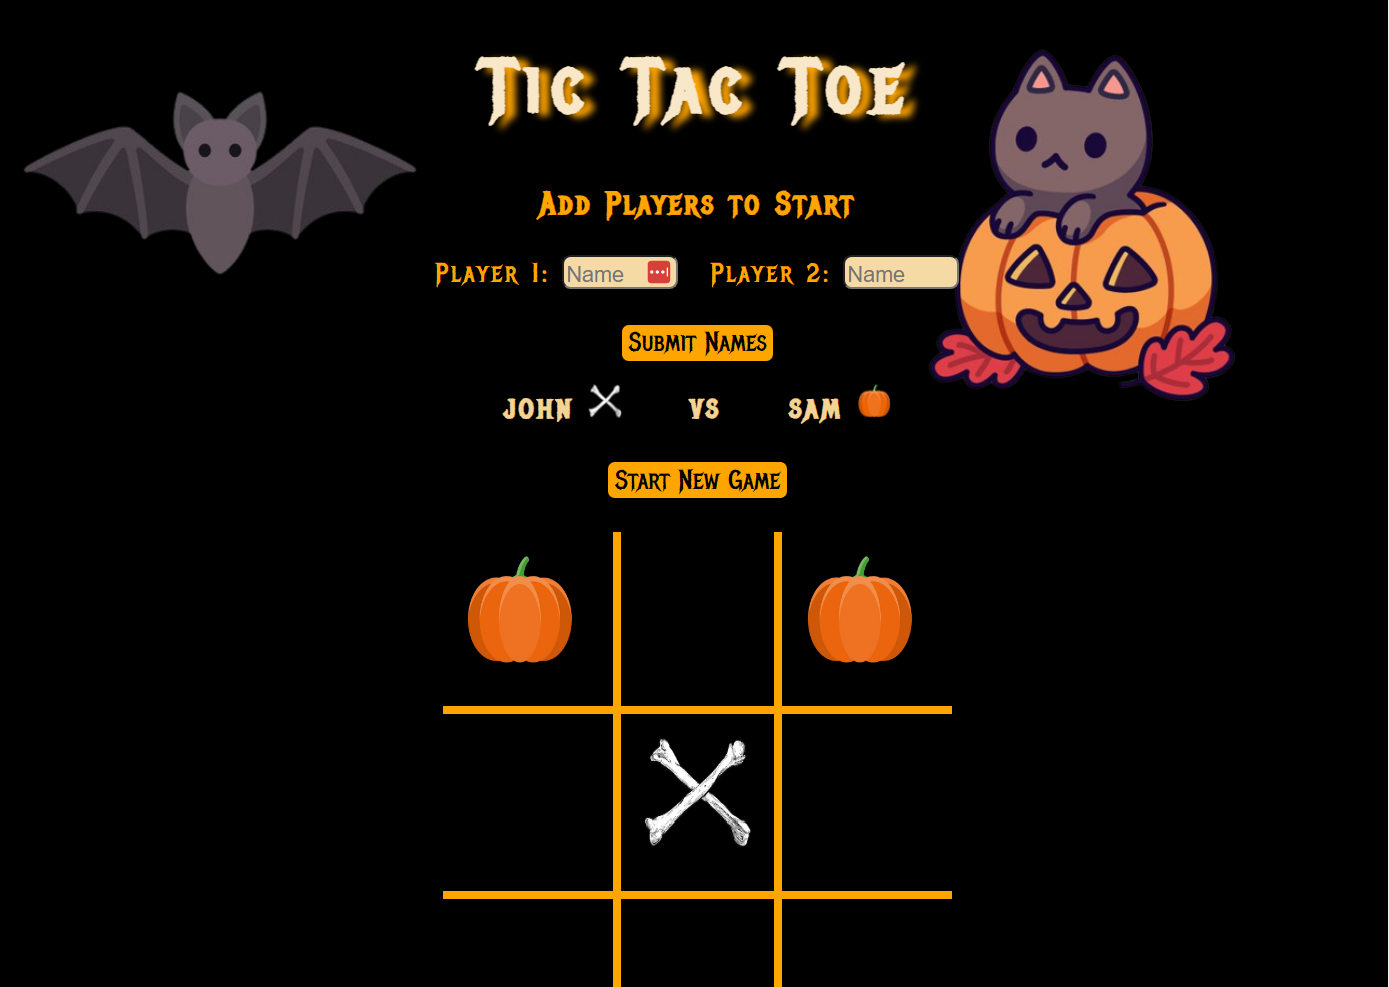 Tic Tac Toe
Add Players to Start
Player 1: Name Player 2: Name
Submit Names
John vs Sam
Start New Game